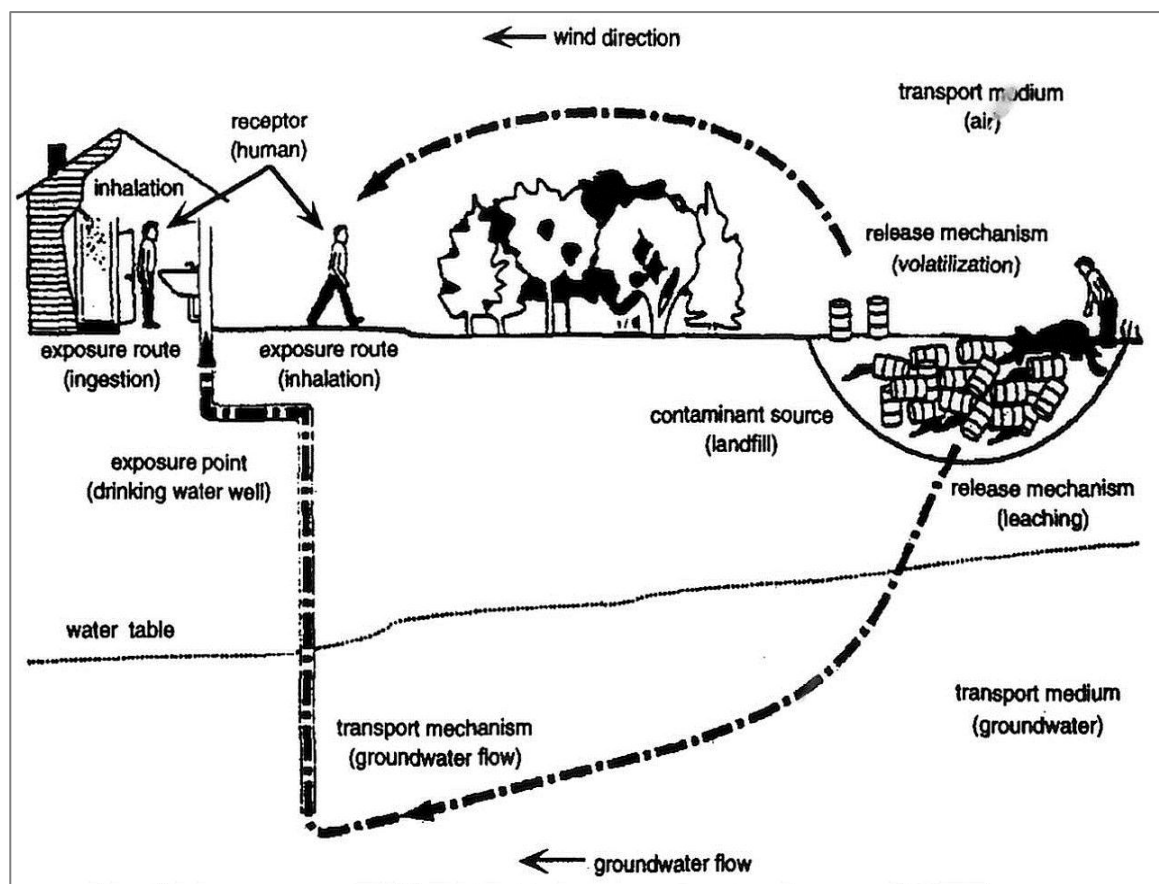 wind direction
transport medium
(air)
receptor
(human)
inhalation
release mechanism
(volatilization)
exposure route
(ingestion)
exposure route
(inhalation)
contaminant source
(landfill)
exposure point
(drinking water well)
release mechanism
(leaching)
water table
transport mechanism
(groundwater flow)
transport medium
(groundwater)
groundwater flow